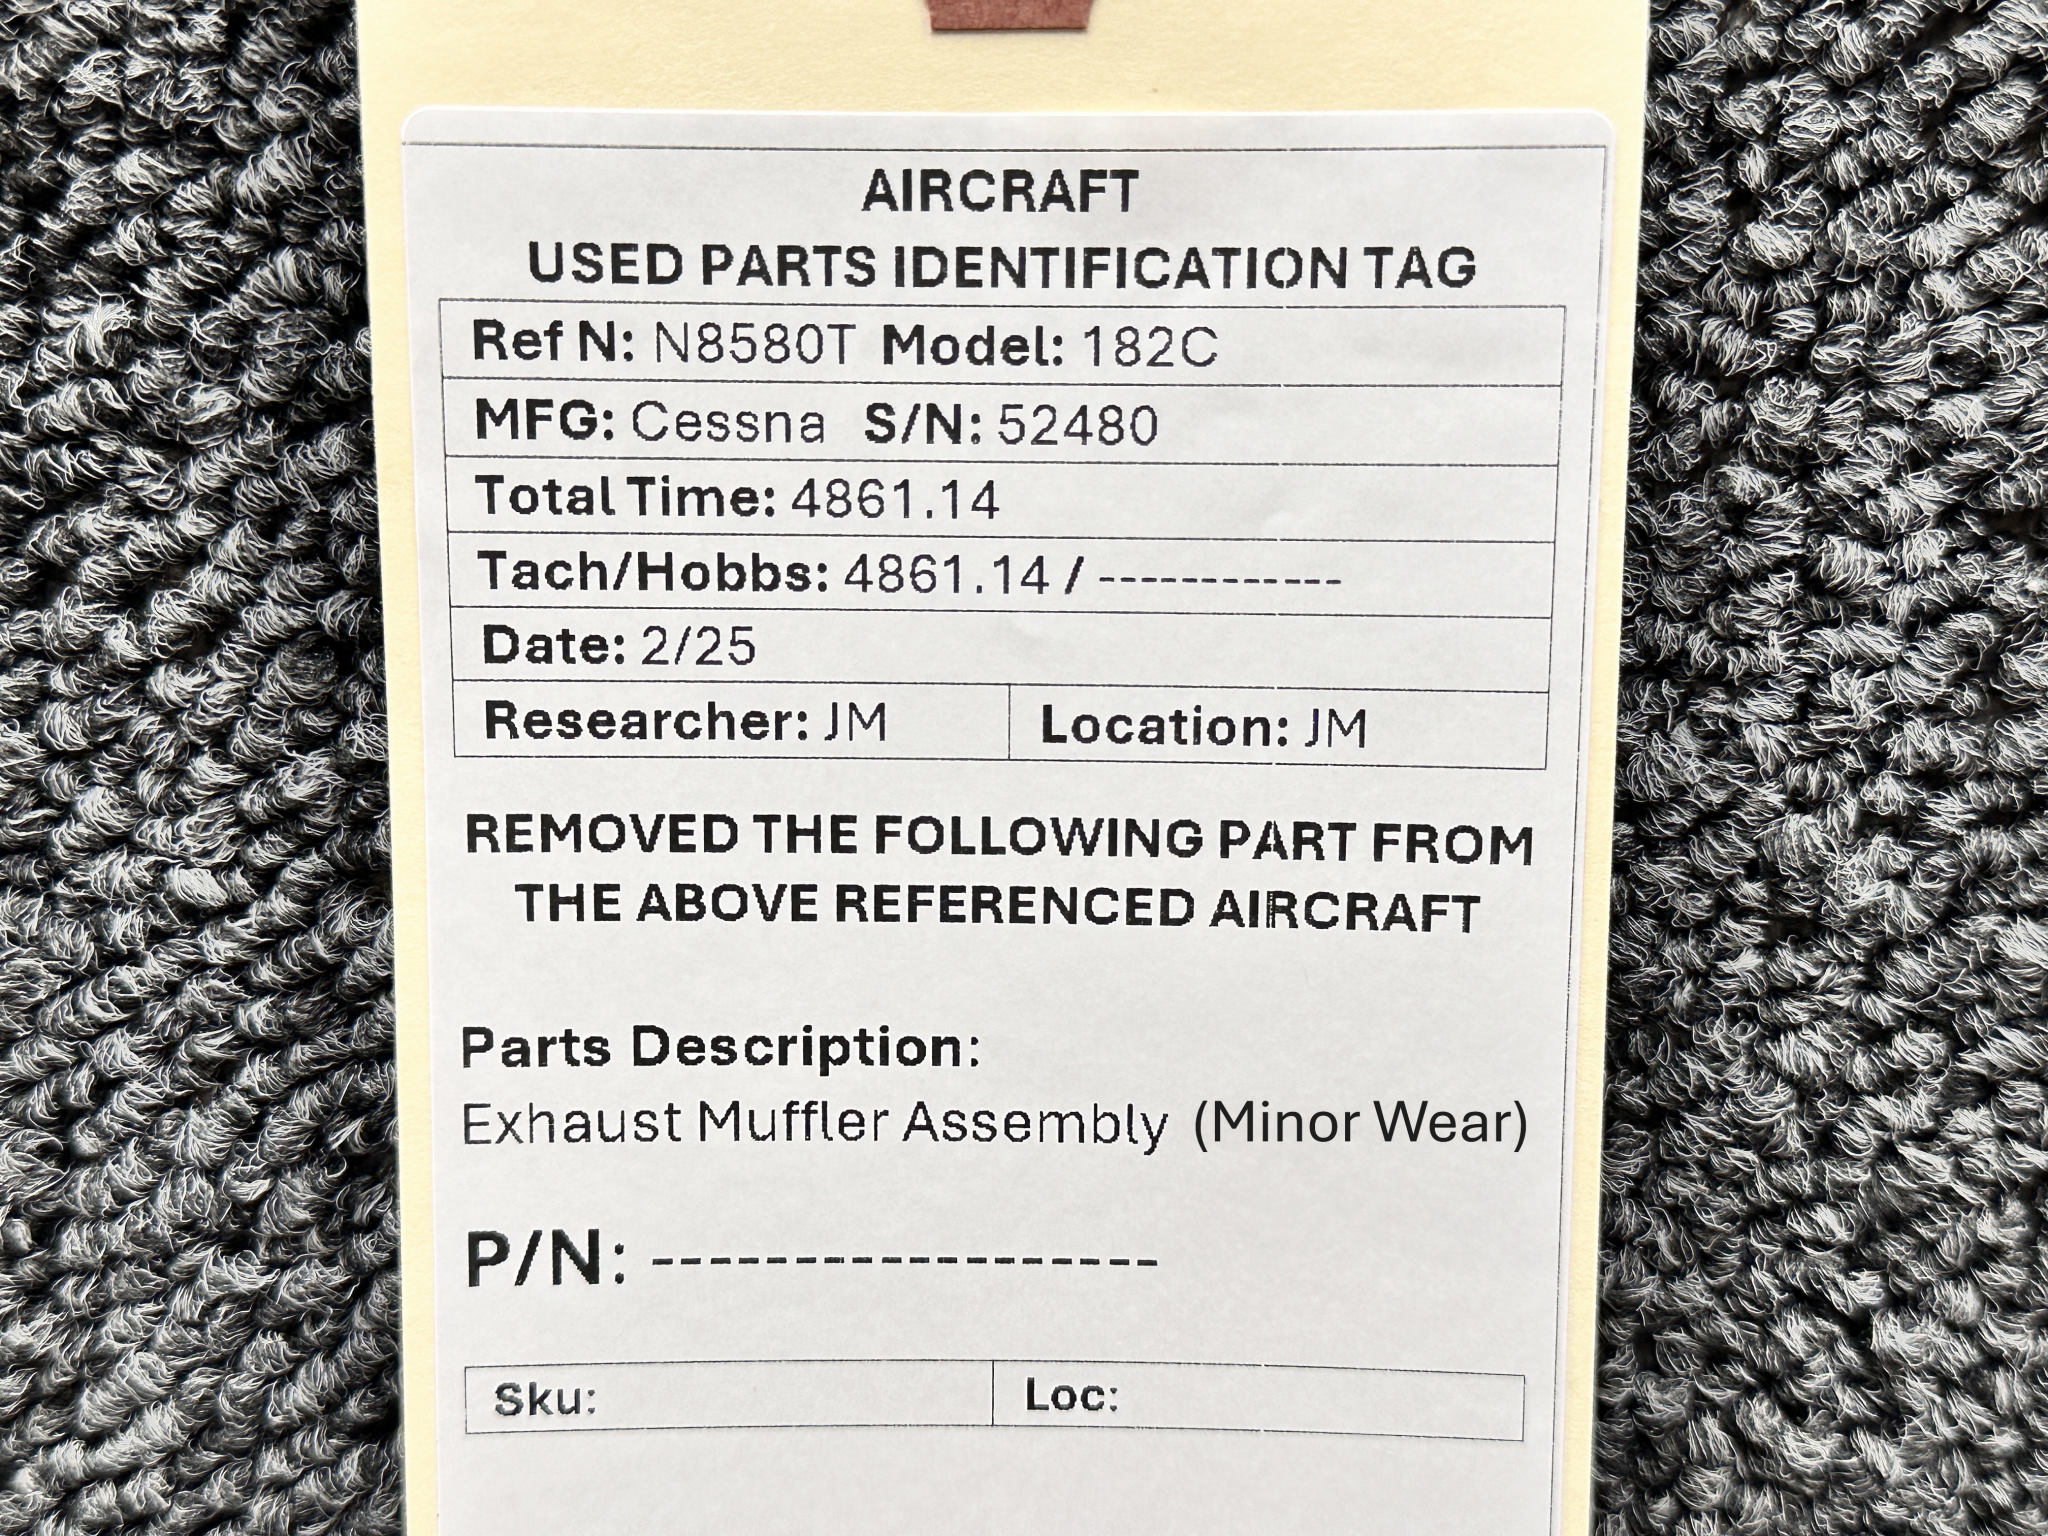 AIRCRAFT
USED PARTS IDENTIFICATION TAG
Ref N: N8580T Model: 182C
MFG: Cessna S/N: 52480
Total Time: 4861.14
Tach/Hobbs: 4861.14 / ------------
Date: 2/25
Researcher: JM Location: JM
REMOVED THE FOLLOWING PART FROM
THE ABOVE REFERENCED AIRCRAFT
Parts Description:
Exhaust Muffler Assembly (Minor Wear)
P/N: ------------------
Sku: Loc: